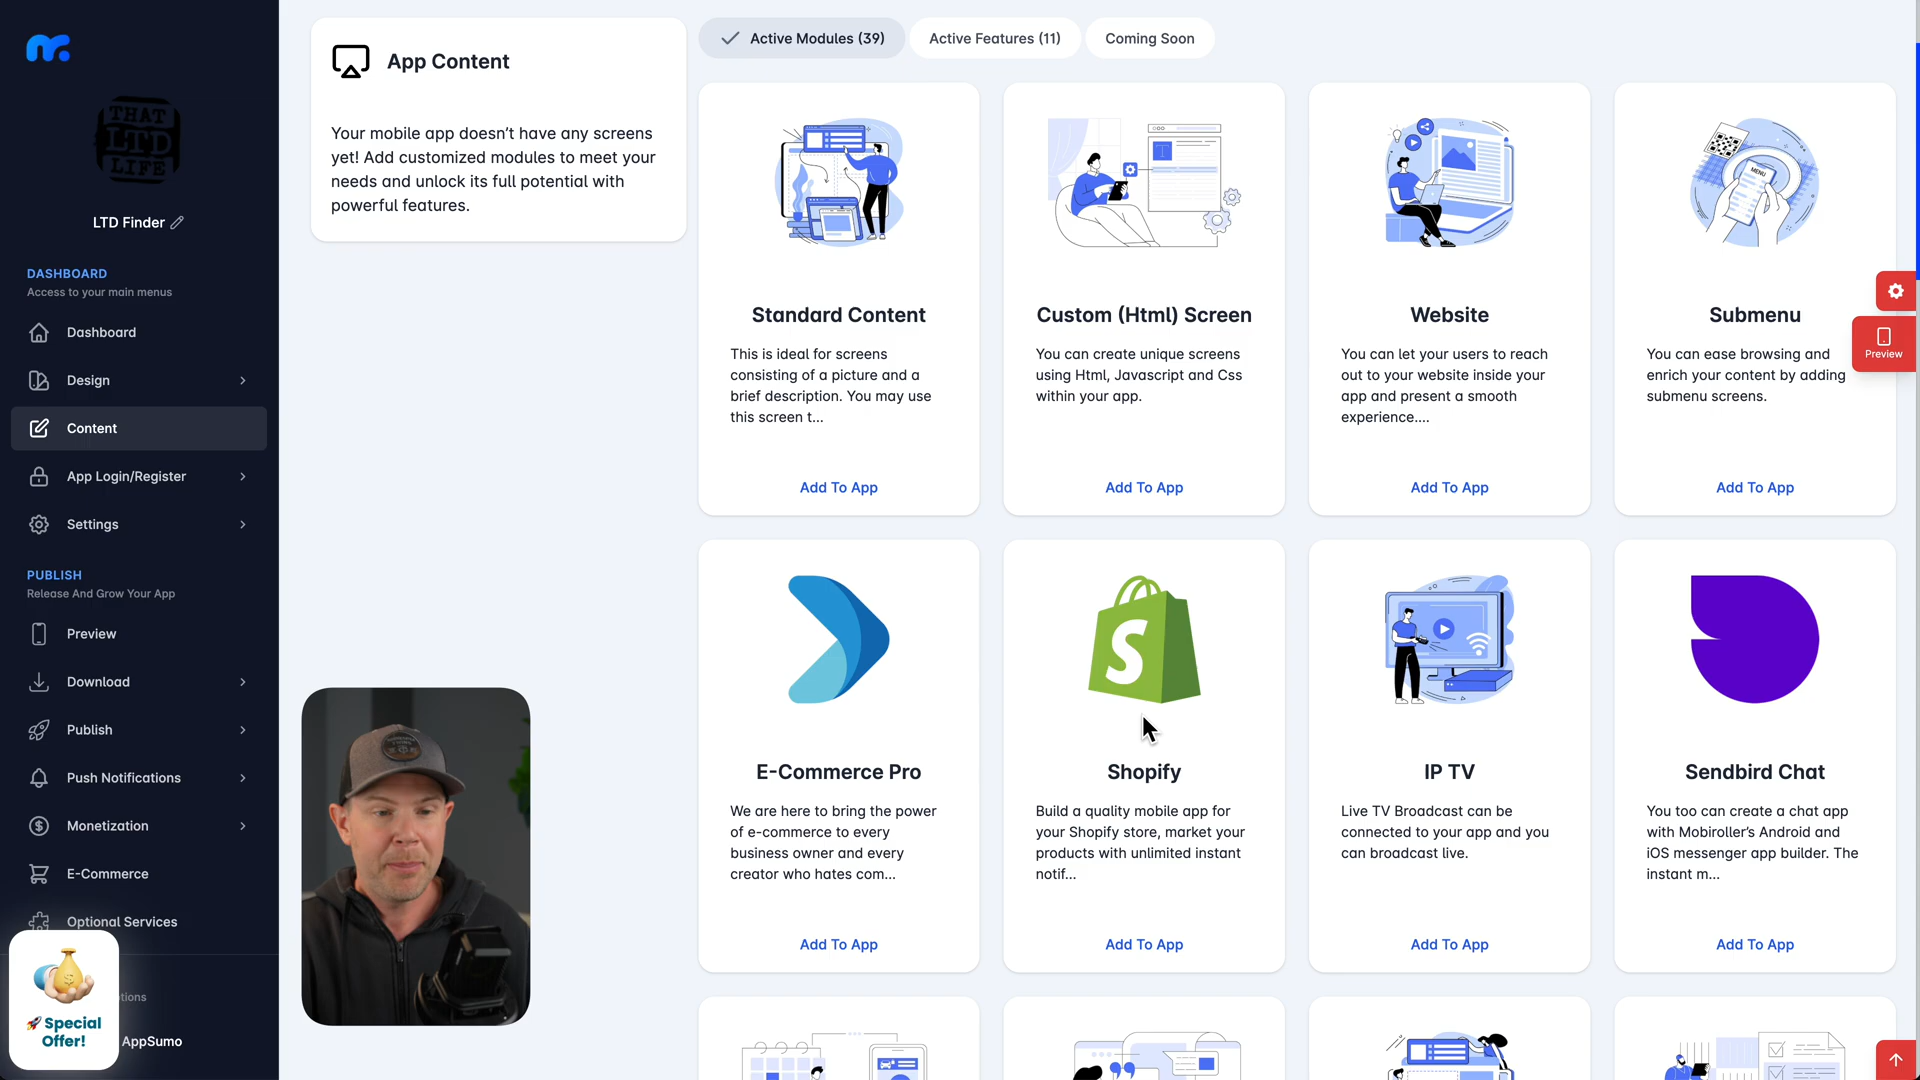 THAT
LTD
LIFE
LTD Finder
DASHBOARD
Access to your main menus
Dashboard
Design
Content
App Login/Register
Settings
PUBLISH
Release And Grow Your App
Preview
Download
Publish
Push Notifications
Monetization
E-Commerce
Optional Services
Special
Offer!
AppSumo
App Content
Your mobile app doesn't have any screens
yet! Add customized modules to meet your
needs and unlock its full potential with
powerful features.
Active Modules (39)
Active Features (11)
Coming Soon
Standard Content
This is ideal for screens
consisting of a picture and a
brief description. You may use
this screen t...
Add To App
Custom (Html) Screen
You can create unique screens
using Html, Javascript and Css
within your app.
Add To App
Website
You can let your users to reach
out to your website inside your
app and present a smooth
experience....
Add To App
MENU
Submenu
You can ease browsing and
enrich your content by adding
submenu screens.
Add To App
Preview
E-Commerce Pro
We are here to bring the power
of e-commerce to every
business owner and every
creator who hates com...
Add To App
Shopify
Build a quality mobile app for
your Shopify store, market your
products with unlimited instant
notif...
Add To App
IP TV
Live TV Broadcast can be
connected to your app and you
can broadcast live.
Add To App
Sendbird Chat
You too can create a chat app
with Mobiroller's Android and
iOS messenger app builder. The
instant m...
Add To App